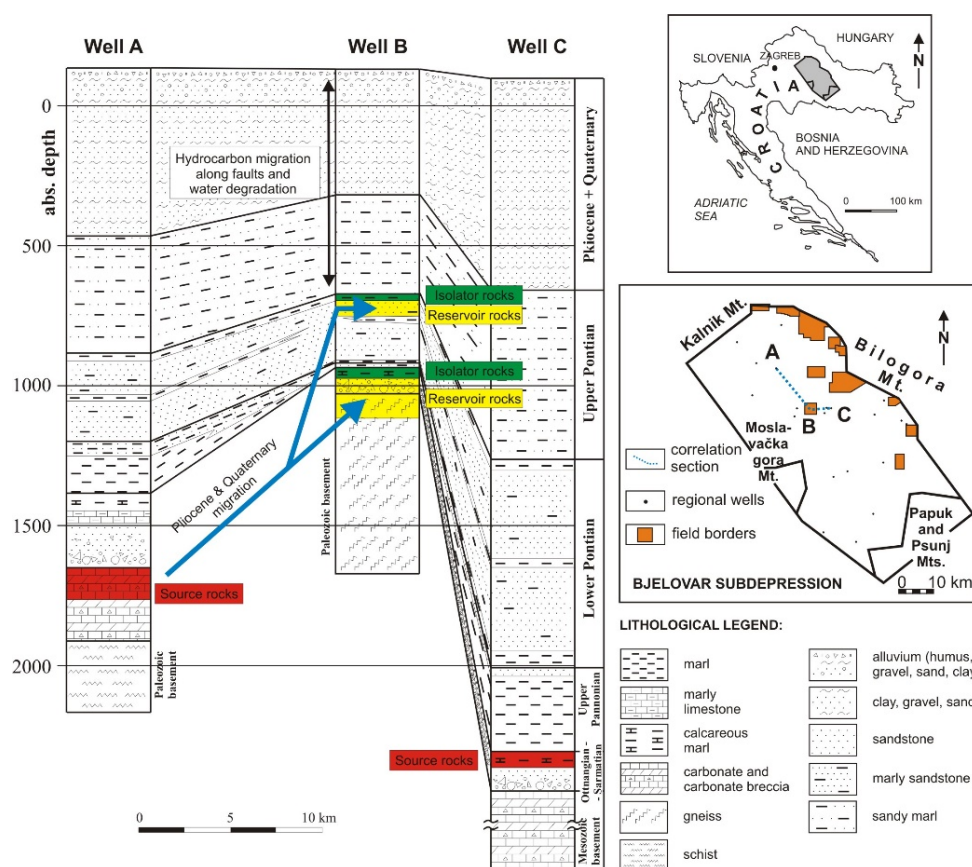 Well A
Well B
Well C
abs. depth
0
500
1000
1500
2000
Hydrocarbon migration
along faults and
water degradation
Isolator rocks
Reservoir rocks
Isolator rocks
Reservoir rocks
Pliocene & Quaternary
migration
Source rocks
Source rocks
Paleozoic basement
Paleozoic
basement
Pkiocene + Quaternary
Upper Pontian
Lower Pontian
Upper
Pannonian
Ottnangian -
- Sarmatian
Mesozoic
basement
0 5 10 km
SLOVENIA
HUNGARY
ZAGREB
CROATIA
BOSNIA
AND HERZEGOVINA
ADRIATIC
SEA
N
0 100 km
Kalnik Mt.
Bilogora
Mt.
N
A
B
C
Mosla-
vačka
gora
Mt.
Papuk
and
Psunj
Mts.
correlation
section
regional wells
field borders
BJELOVAR SUBDEPRESSION
0 10 km
LITHOLOGICAL LEGEND:
marl
marly
limestone
calcareous
marl
carbonate and
carbonate breccia
gneiss
schist
alluvium (humus,
gravel, sand, clay
clay, gravel, sand
sandstone
marly sandstone
sandy marl